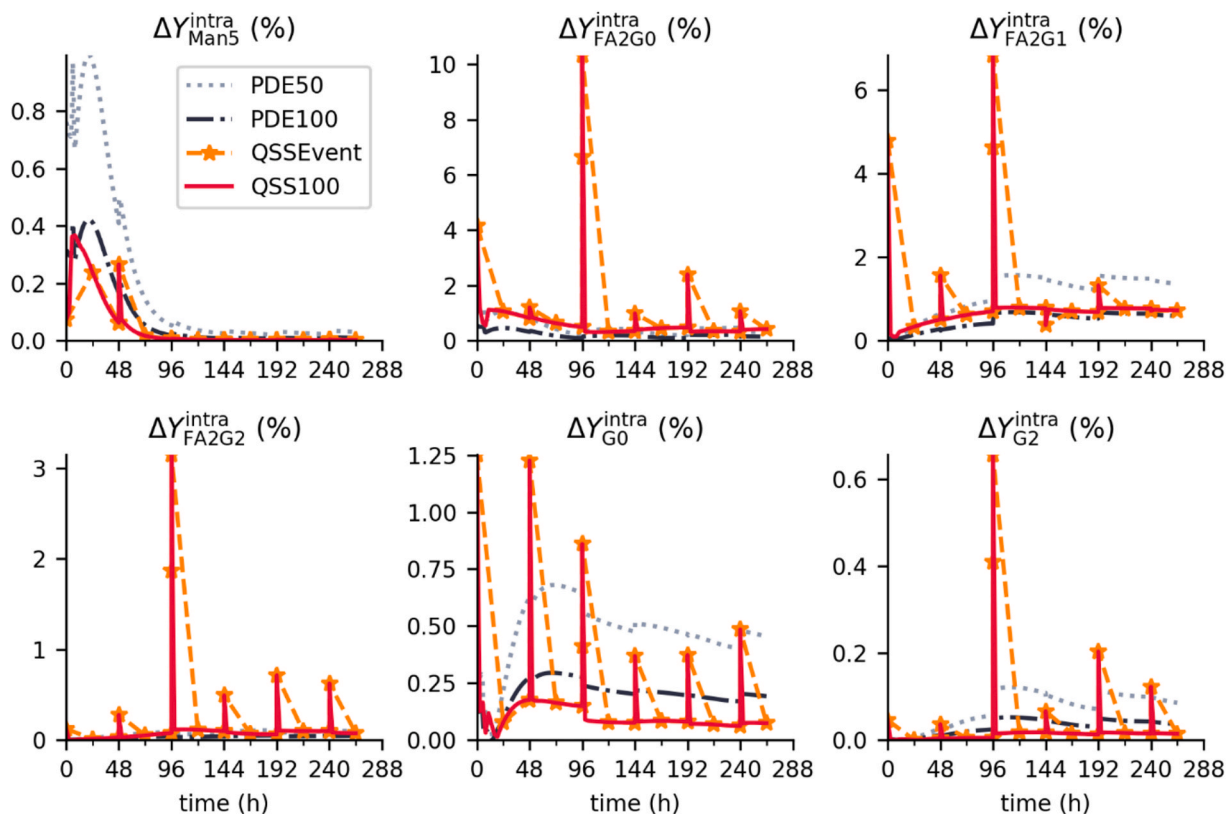 ΔY^intra_Man5 (%) ΔY^intra_FA2G0 (%) ΔY^intra_FA2G1 (%)
PDE50
PDE100
QSSEvent
QSS100
0.8
0.6
0.4
0.2
0.0
0 48 96 144 192 240 288
10
8
6
4
2
0
0 48 96 144 192 240 288
6
4
2
0
0 48 96 144 192 240 288
ΔY^intra_FA2G2 (%) ΔY^intra_G0 (%) ΔY^intra_G2 (%)
3
2
1
0
0 48 96 144 192 240 288
time (h)
1.25
1.00
0.75
0.50
0.25
0.00
0 48 96 144 192 240 288
time (h)
0.6
0.4
0.2
0.0
0 48 96 144 192 240 288
time (h)